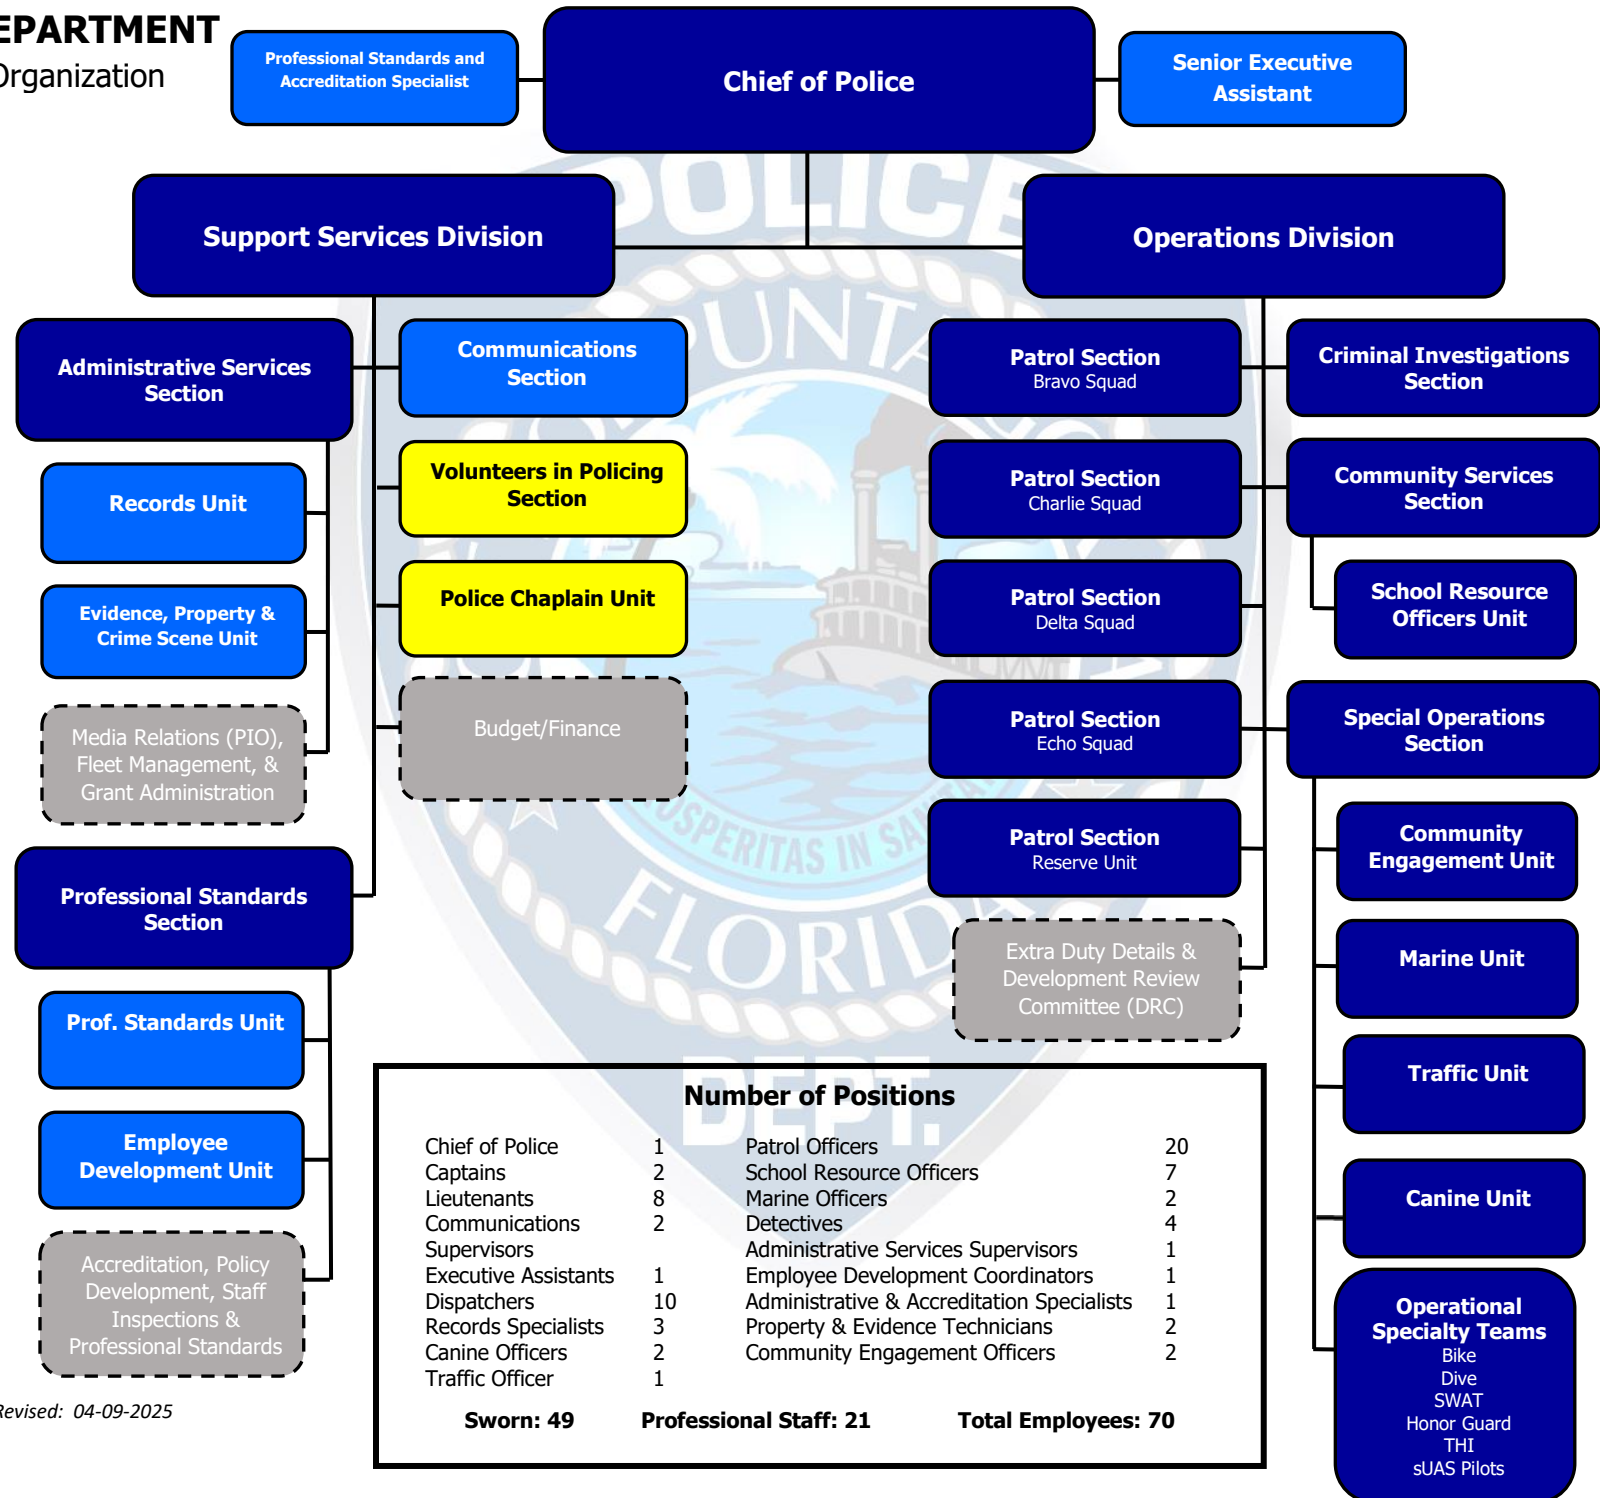 EPARTMENT
Organization
Professional Standards and
Accreditation Specialist
Chief of Police
Senior Executive
Assistant
Support Services Division
Operations Division
Administrative Services
Section
Communications
Section
Patrol Section
Bravo Squad
Criminal Investigations
Section
Records Unit
Volunteers in Policing
Section
Patrol Section
Charlie Squad
Community Services
Section
Evidence, Property &
Crime Scene Unit
Police Chaplain Unit
Patrol Section
Delta Squad
School Resource
Officers Unit
Media Relations (PIO),
Fleet Management, &
Grant Administration
Budget/Finance
Patrol Section
Echo Squad
Special Operations
Section
Professional Standards
Section
Patrol Section
Reserve Unit
Community
Engagement Unit
Extra Duty Details &
Development Review
Committee (DRC)
Marine Unit
Prof. Standards Unit
Traffic Unit
Employee
Development Unit
Canine Unit
Accreditation, Policy
Development, Staff
Inspections &
Professional Standards
Operational
Specialty Teams
Bike
Dive
SWAT
Honor Guard
THI
sUAS Pilots
Number of Positions
Chief of Police 1 Patrol Officers 20
Captains 2 School Resource Officers 7
Lieutenants 8 Marine Officers 2
Communications 2 Detectives 4
Supervisors Administrative Services Supervisors 1
Executive Assistants 1 Employee Development Coordinators 1
Dispatchers 10 Administrative & Accreditation Specialists 1
Records Specialists 3 Property & Evidence Technicians 2
Canine Officers 2 Community Engagement Officers 2
Traffic Officer 1
Sworn: 49 Professional Staff: 21 Total Employees: 70
Revised: 04-09-2025
POLICE
PUNTA
FLORIDA
DEPT.